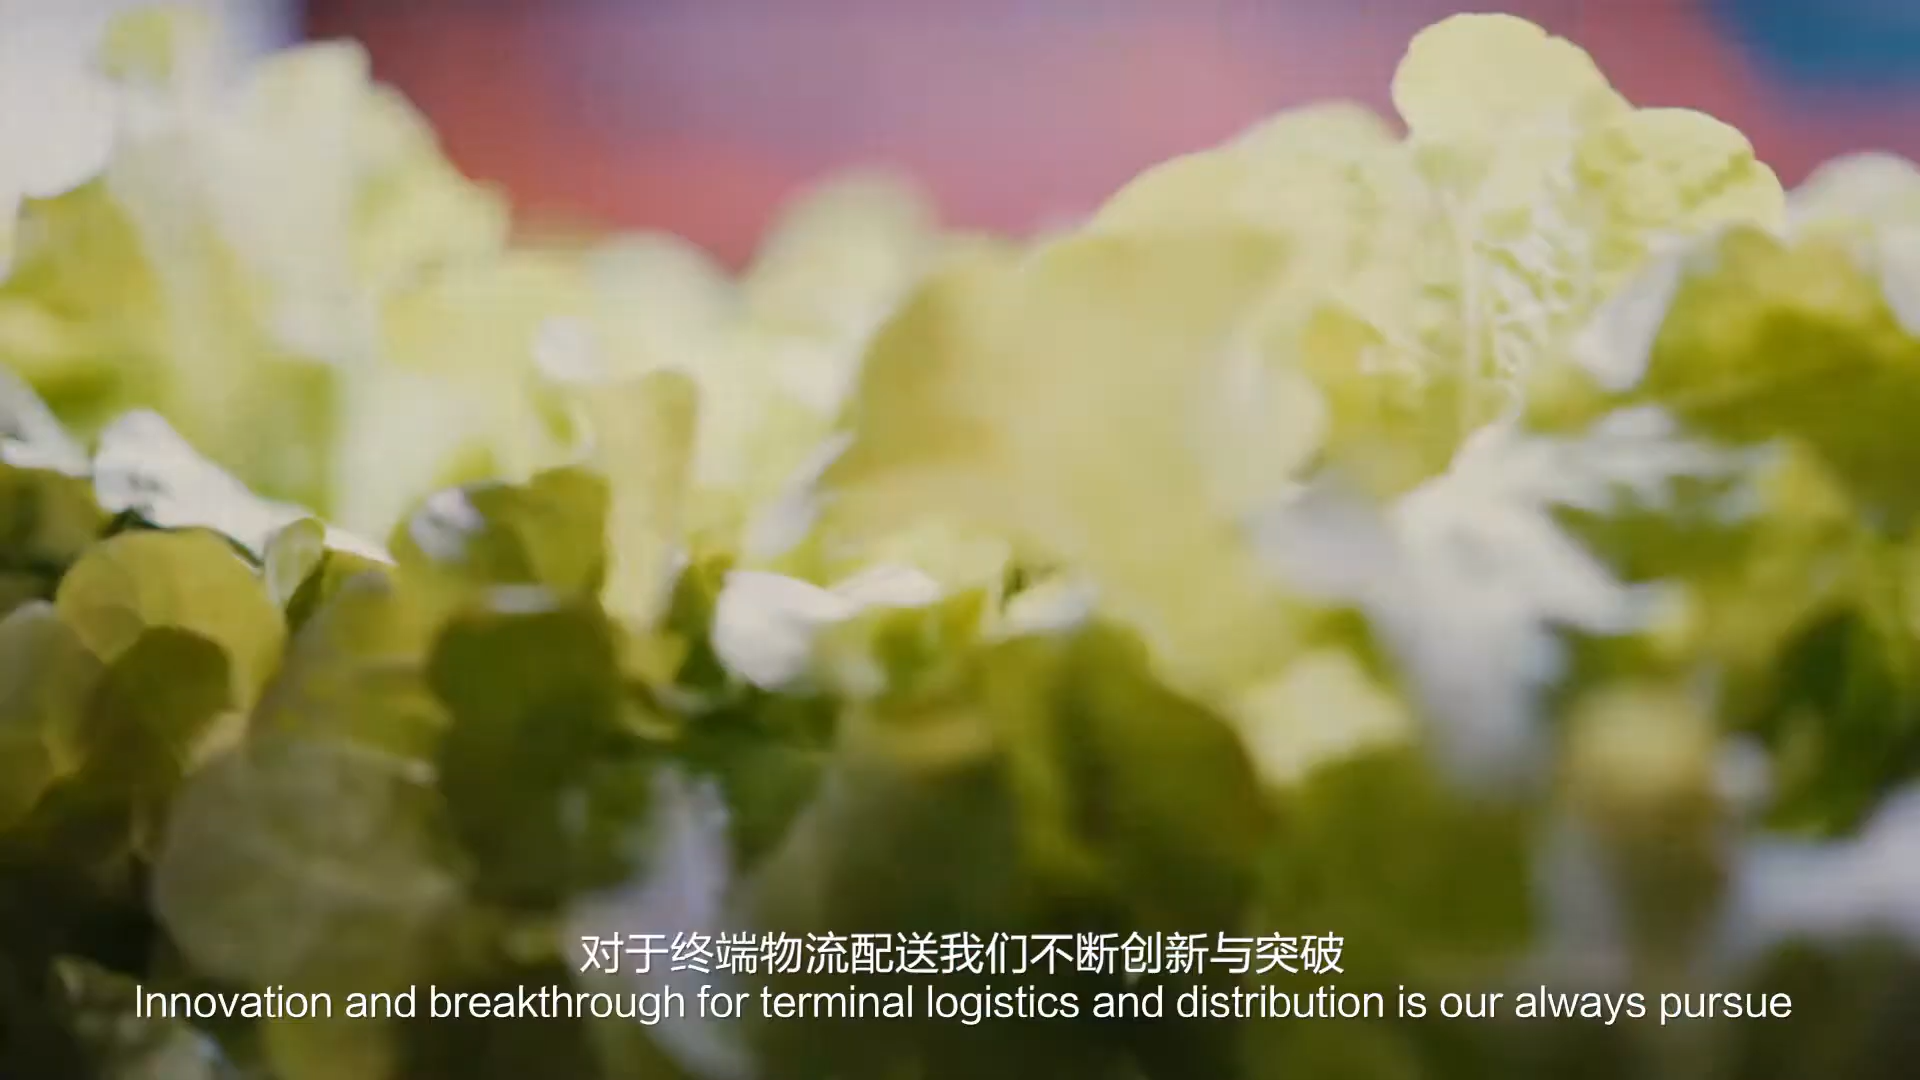 对于终端物流配送我们不断创新与突破
Innovation and breakthrough for terminal logistics and distribution is our always pursue